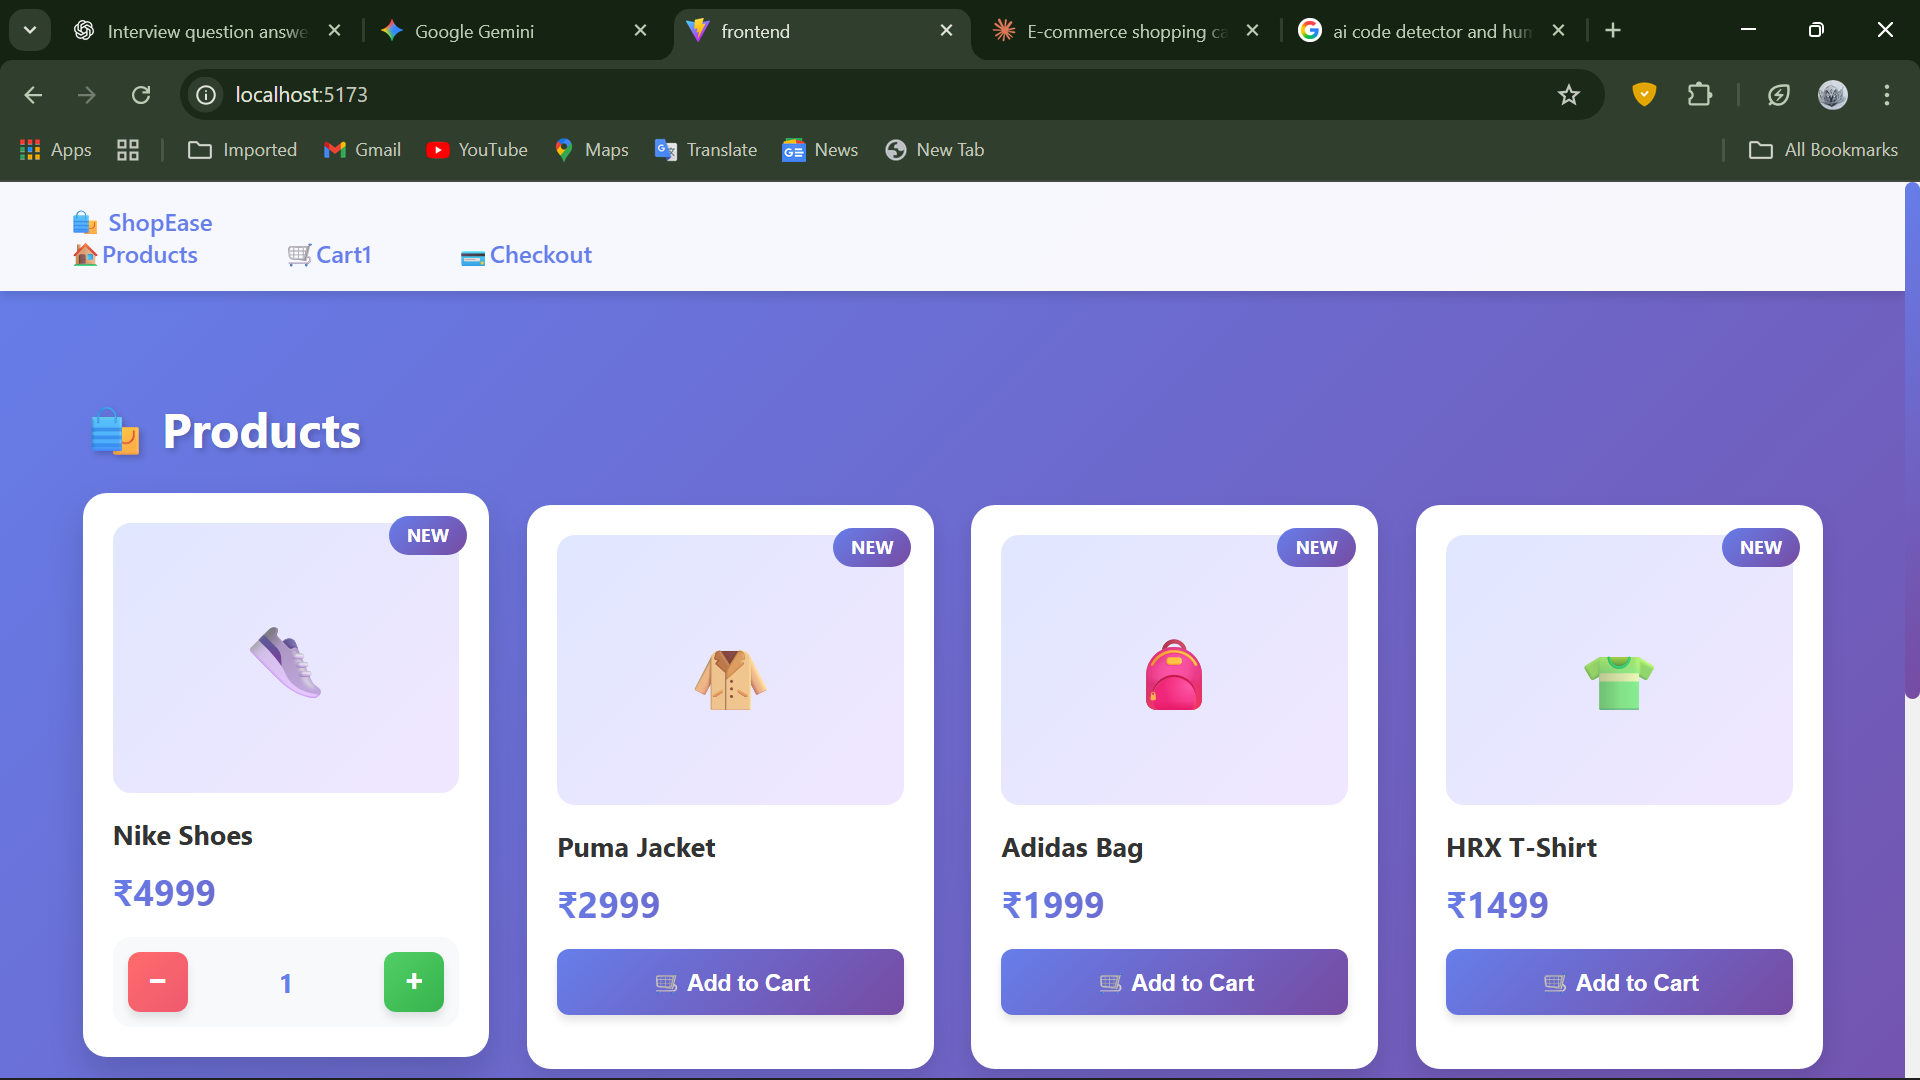 Interview question answe
Google Gemini
frontend
E-commerce shopping ca
ai code detector and hum
localhost:5173
Apps
Imported
Gmail
YouTube
Maps
Translate
News
New Tab
All Bookmarks
ShopEase
Products
Cart1
Checkout
Products
NEW
NEW
NEW
NEW
Nike Shoes
Puma Jacket
Adidas Bag
HRX T-Shirt
₹4999
₹2999
₹1999
₹1499
− 1 +
Add to Cart
Add to Cart
Add to Cart